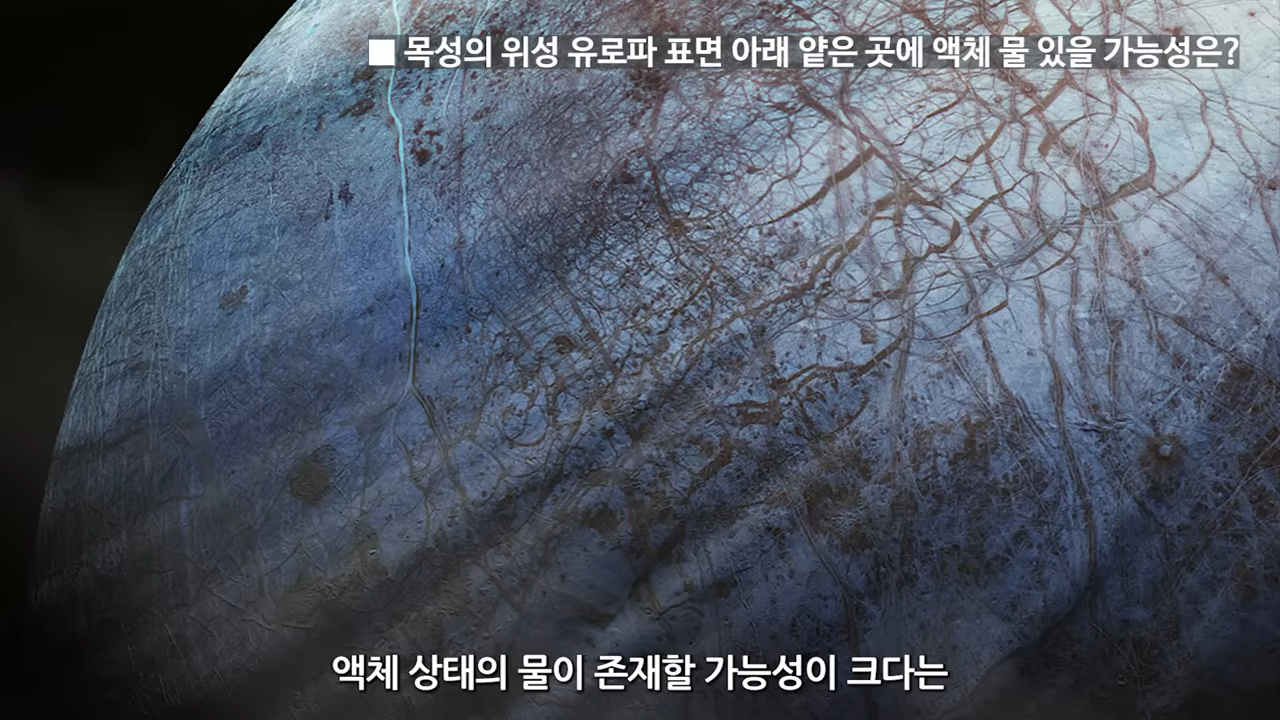 ■ 목성의 위성 유로파 표면 아래 얕은 곳에 액체 물 있을 가능성은?
액체 상태의 물이 존재할 가능성이 크다는